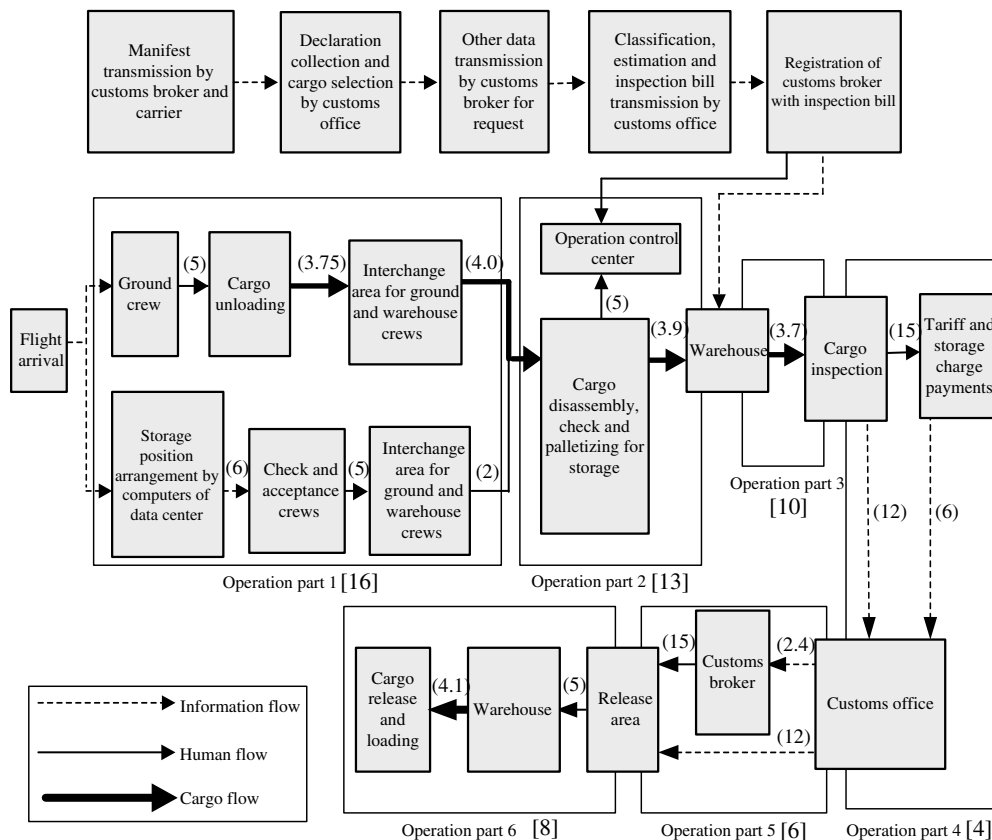 Manifest
transmission by
customs broker and
carrier
Declaration
collection and
cargo selection
by customs
office
Other data
transmission
by customs
broker for
request
Classification,
estimation and
inspection bill
transmission by
customs office
Registration of
customs broker
with inspection bill
Flight
arrival
Ground
crew
(5)
Cargo
unloading
(3.75)
Interchange
area for ground
and warehouse
crews
(4.0)
Storage
position
arrangement by
computers of
data center
(6)
Check and
acceptance
crews
(5)
Interchange
area for
ground and
warehouse
crews
(2)
Operation part 1 [16]
Operation control
center
(5)
Cargo
disassembly,
check and
palletizing for
storage
(3.9)
Operation part 2 [13]
Warehouse
(3.7)
Operation part 3
[10]
Cargo
inspection
(15)
Tariff and
storage
charge
payments
(12)
(6)
Customs office
Operation part 4 [4]
(2.4)
Customs
broker
(15)
(12)
Operation part 5 [6]
Release
area
(5)
Warehouse
(4.1)
Cargo
release
and
loading
Operation part 6 [8]
Information flow
Human flow
Cargo flow